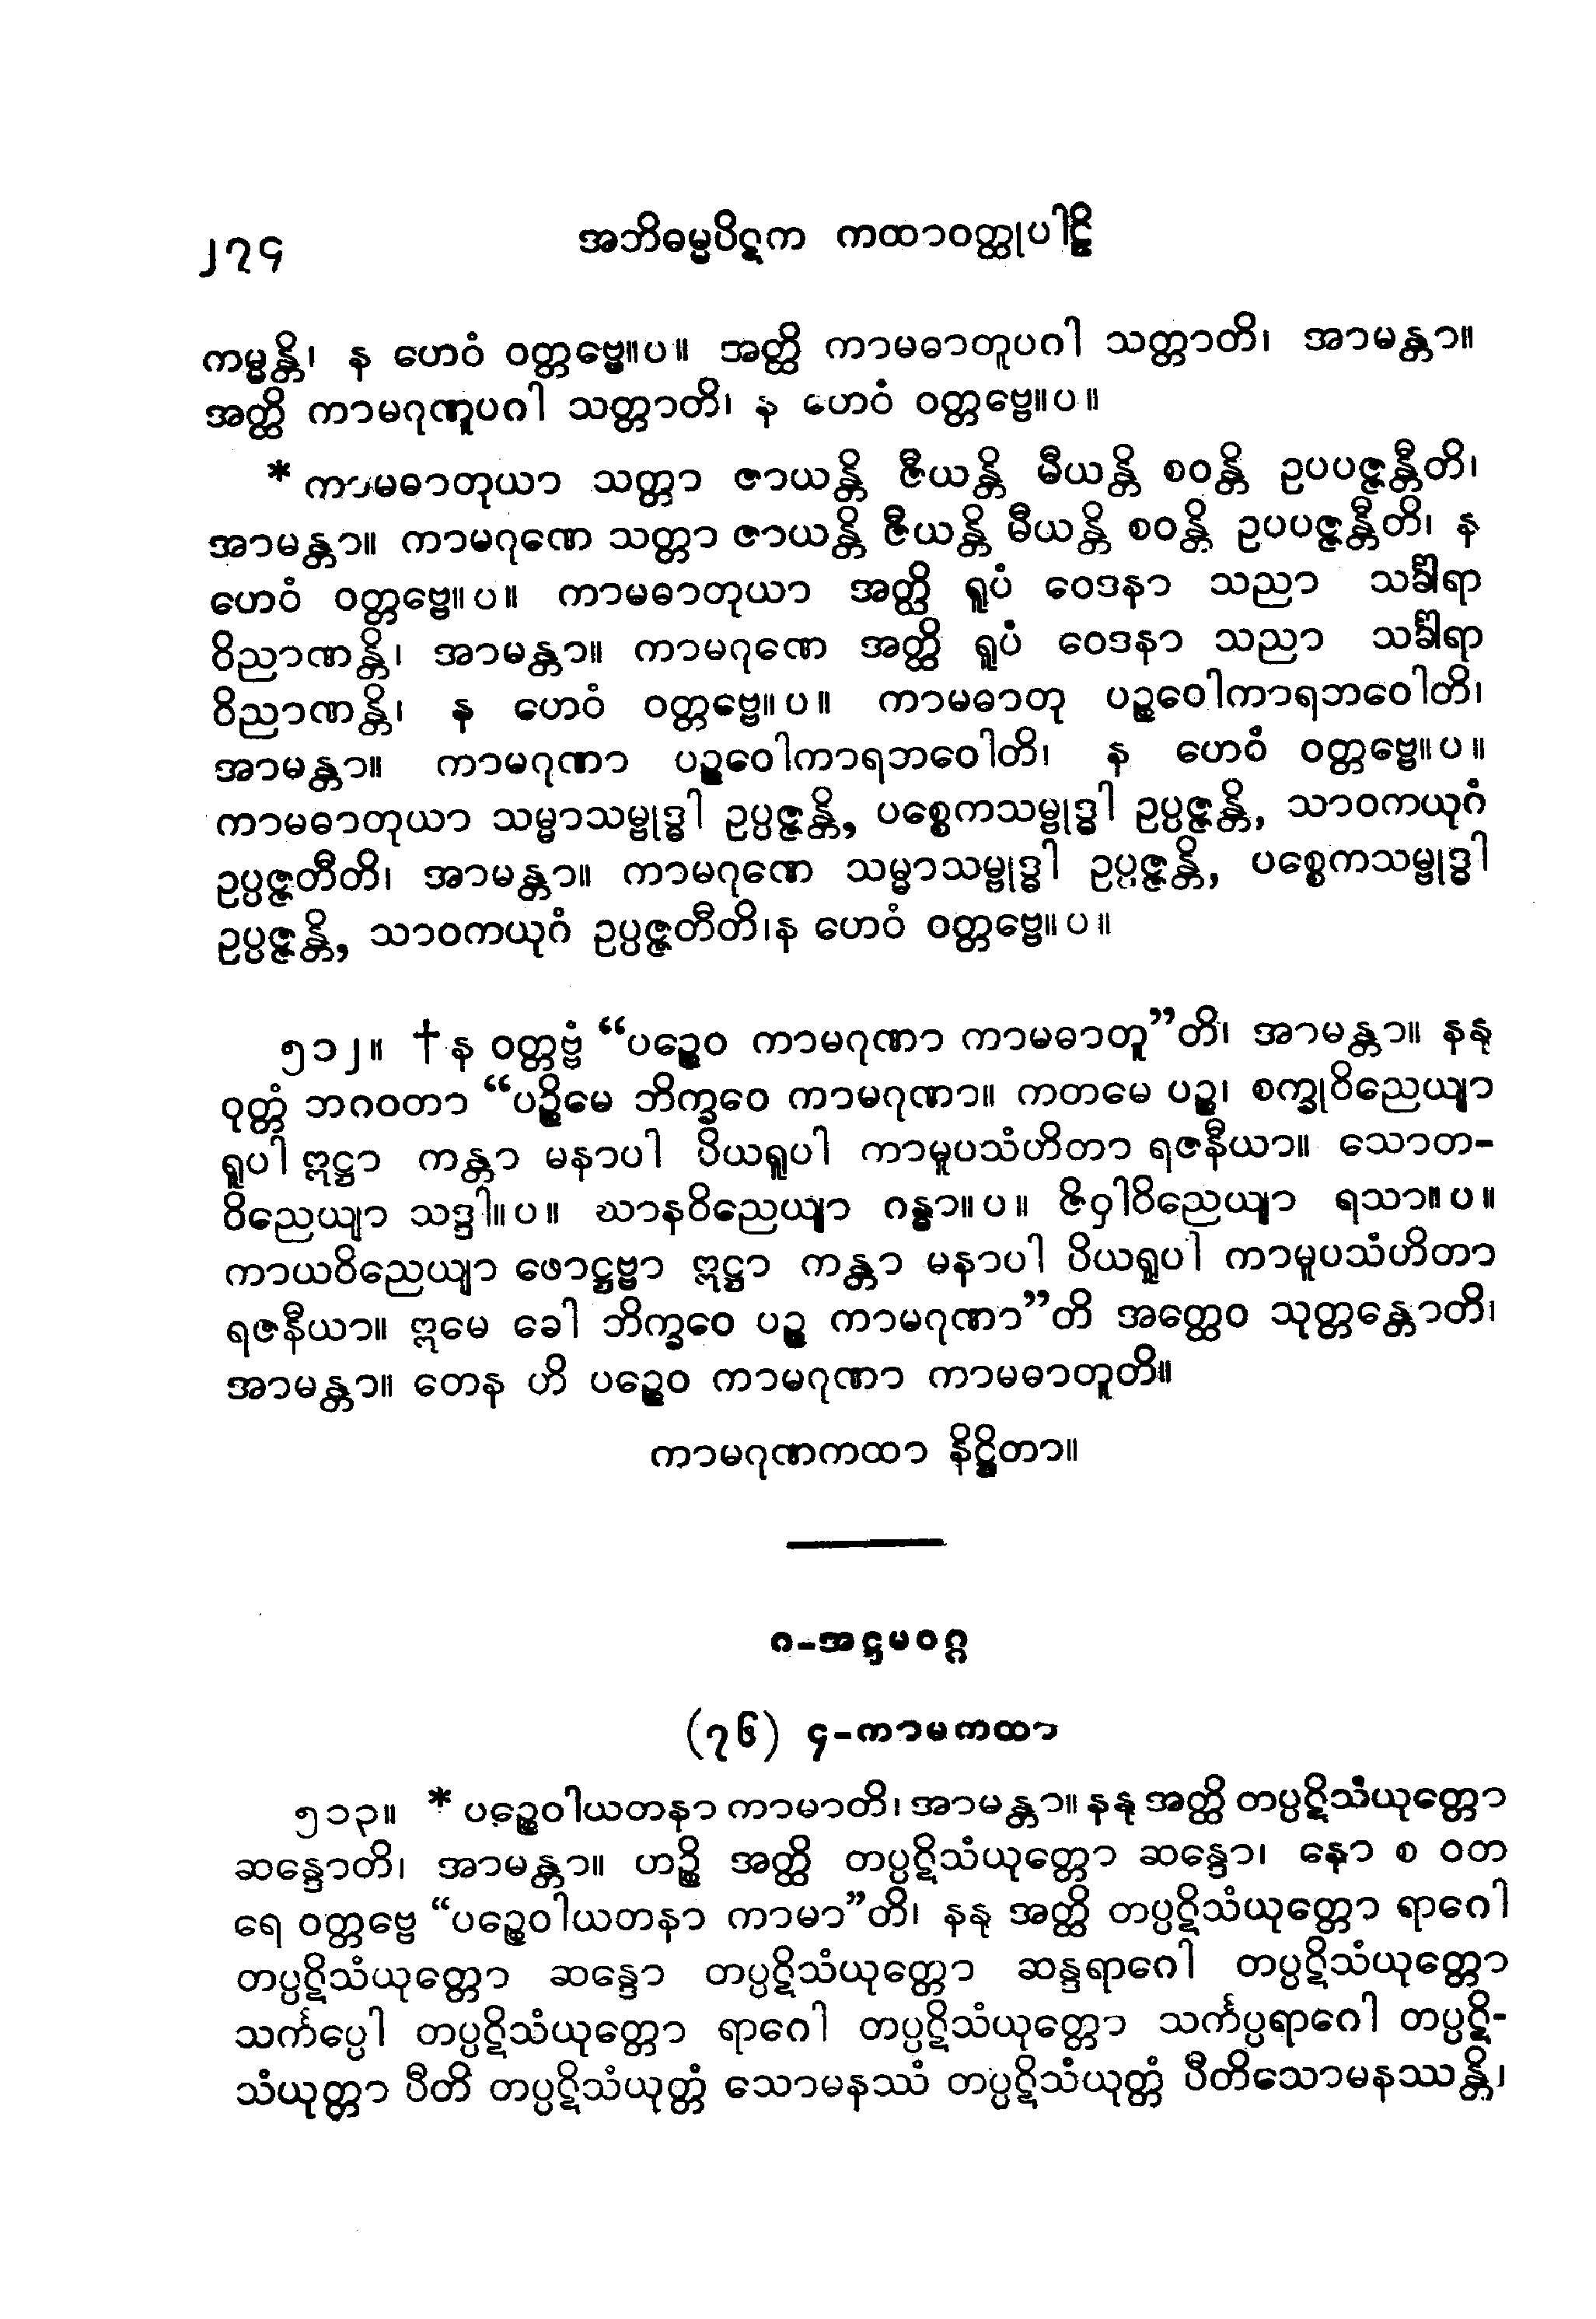 ၂၇၄ အဘိဓမ္မပိဋက ကထာဝတ္ထုပါဠိ
ကမ္မန္တိ၊ န ဟေဝံ ဝတ္တဗ္ဗေ။ပ။ အတ္ထိ ကာမဓာတူပဂါ သတ္တာတိ၊ အာမန္တာ။
အတ္ထိ ကာမဂုဏူပဂါ သတ္တာတိ၊ န ဟေဝံ ဝတ္တဗ္ဗေ။ပ။
* ကာမဓာတုယာ သတ္တာ ဇာယန္တိ ဇီယန္တိ မီယန္တိ စဝန္တိ ဥပပဇ္ဇန္တီတိ၊
အာမန္တာ။ ကာမဂုဏေ သတ္တာ ဇာယန္တိ ဇီယန္တိ မီယန္တိ စဝန္တိ ဥပပဇ္ဇန္တီတိ၊ န
ဟေဝံ ဝတ္တဗ္ဗေ။ပ။ ကာမဓာတုယာ အတ္ထိ ရူပံ ဝေဒနာ သညာ သင်္ခါရာ
ဝိညာဏန္တိ၊ အာမန္တာ။ ကာမဂုဏေ အတ္ထိ ရူပံ ဝေဒနာ သညာ သင်္ခါရာ
ဝိညာဏန္တိ၊ န ဟေဝံ ဝတ္တဗ္ဗေ။ပ။ ကာမဓာတု ပဉ္စဝေါကာရဘဝေါတိ၊
အာမန္တာ။ ကာမဂုဏာ ပဉ္စဝေါကာရဘဝေါတိ၊ န ဟေဝံ ဝတ္တဗ္ဗေ။ပ။
ကာမဓာတုယာ သမ္မာသမ္ဗုဒ္ဓါ ဥပ္ပဇ္ဇန္တိ, ပစ္စေကသမ္ဗုဒ္ဓါ ဥပ္ပဇ္ဇန္တိ, သာဝကယုဂံ
ဥပ္ပဇ္ဇတီတိ၊ အာမန္တာ။ ကာမဂုဏေ သမ္မာသမ္ဗုဒ္ဓါ ဥပ္ပဇ္ဇန္တိ, ပစ္စေကသမ္ဗုဒ္ဓါ
ဥပ္ပဇ္ဇန္တိ, သာဝကယုဂံ ဥပ္ပဇ္ဇတီတိ၊န ဟေဝံ ဝတ္တဗ္ဗေ။ပ။
၅၁၂။ † န ဝတ္တဗ္ဗံ “ပဉ္စေဝ ကာမဂုဏာ ကာမဓာတူ”တိ၊ အာမန္တာ။ နနု
ဝုတ္တံ ဘဂဝတာ “ပဉ္စိမေ ဘိက္ခဝေ ကာမဂုဏာ။ ကတမေ ပဉ္စ၊ စက္ခုဝိညေယျာ
ရူပါ ဣဋ္ဌာ ကန္တာ မနာပါ ပိယရူပါ ကာမူပသံဟိတာ ရဇနီယာ။ သောတ-
ဝိညေယျာ သဒ္ဒါ။ပ။ ဃာနဝိညေယျာ ဂန္ဓာ။ပ။ ဇိဝှါဝိညေယျာ ရသာ။ပ။
ကာယဝိညေယျာ ဖောဋ္ဌဗ္ဗာ ဣဋ္ဌာ ကန္တာ မနာပါ ပိယရူပါ ကာမူပသံဟိတာ
ရဇနီယာ။ ဣမေ ခေါ ဘိက္ခဝေ ပဉ္စ ကာမဂုဏာ”တိ အတ္ထေဝ သုတ္တန္တောတိ၊
အာမန္တာ။ တေန ဟိ ပဉ္စေဝ ကာမဂုဏာ ကာမဓာတူတိ။
ကာမဂုဏကထာ နိဋ္ဌိတာ။
ဂ-အဋ္ဌမဝဂ္ဂ
(၇၆) ၄-ကာမကထာ
၅၁၃။ * ပဉ္စေဝါယတနာ ကာမာတိ၊ အာမန္တာ။ နနု အတ္ထိ တပ္ပဋိသံယုတ္တော
ဆန္ဒောတိ၊ အာမန္တာ။ ဟဉ္စိ အတ္ထိ တပ္ပဋိသံယုတ္တော ဆန္ဒော၊ နော စ ဝတ
ရေ ဝတ္တဗ္ဗေ “ပဉ္စေဝါယတနာ ကာမာ”တိ၊ နနု အတ္ထိ တပ္ပဋိသံယုတ္တော ရာဂေါ
တပ္ပဋိသံယုတ္တော ဆန္ဒော တပ္ပဋိသံယုတ္တော ဆန္ဒရာဂေါ တပ္ပဋိသံယုတ္တော
သင်္ကပ္ပေါ တပ္ပဋိသံယုတ္တော ရာဂေါ တပ္ပဋိသံယုတ္တော သင်္ကပ္ပရာဂေါ တပ္ပဋိ-
သံယုတ္တာ ပီတိ တပ္ပဋိသံယုတ္တံ သောမနဿံ တပ္ပဋိသံယုတ္တံ ပီတိသောမနဿန္တိ၊